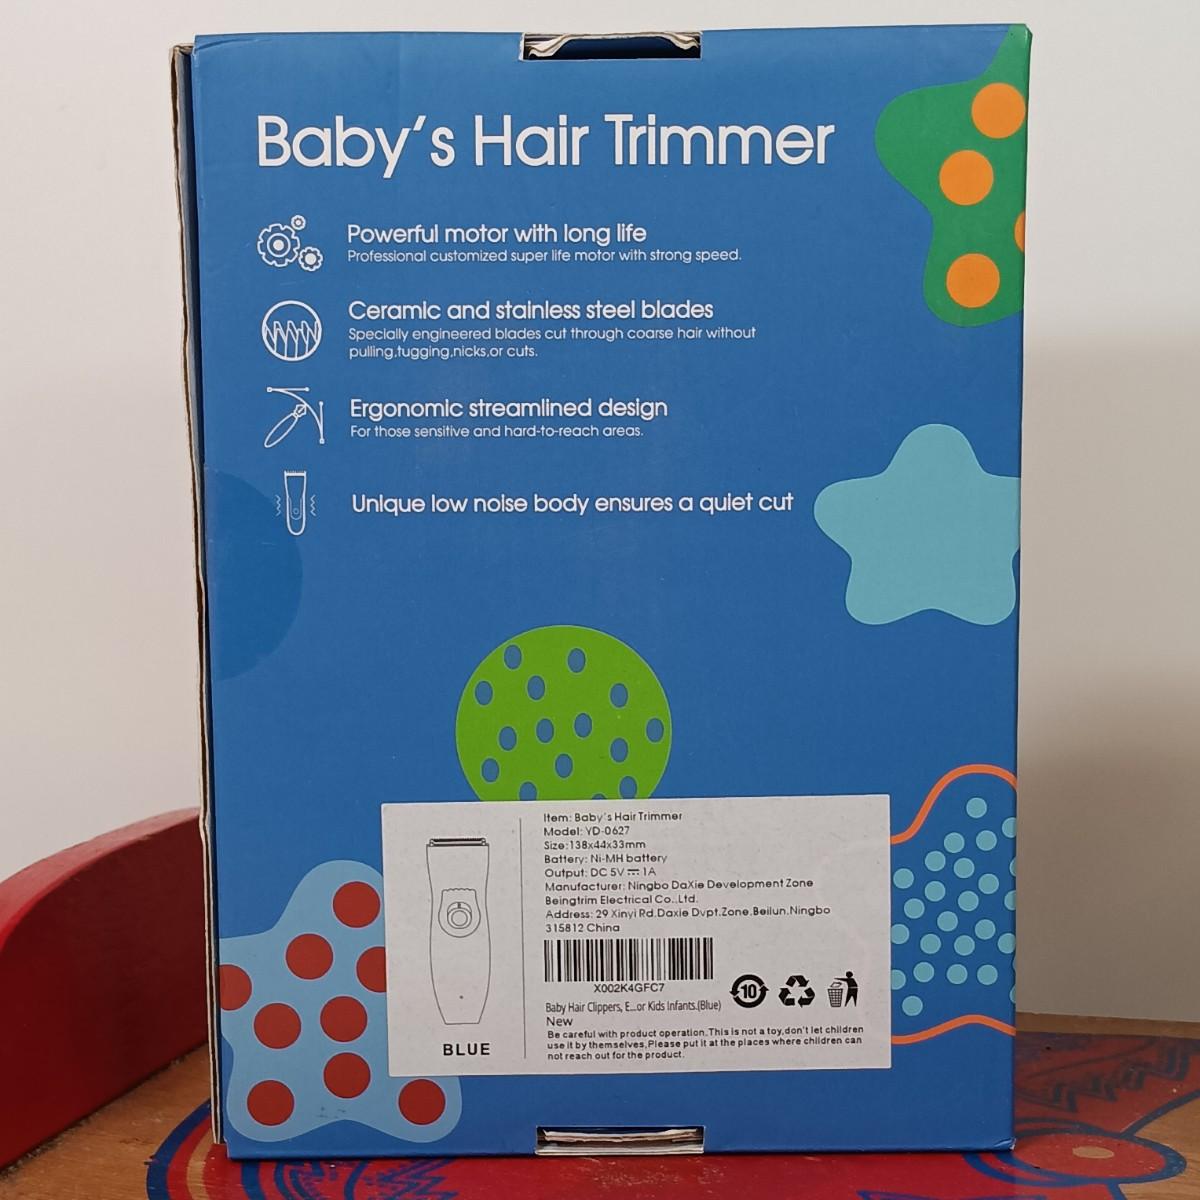 Baby's Hair Trimmer
Powerful motor with long life
Professional customized super life motor with strong speed.
Ceramic and stainless steel blades
Specially engineered blades cut through coarse hair without
pulling,tugging,nicks,or cuts.
Ergonomic streamlined design
For those sensitive and hard-to-reach areas.
Unique low noise body ensures a quiet cut
Item: Baby's Hair Trimmer
Model: YD-0627
Size:138x44x33mm
Battery: Ni-MH battery
Output: DC 5V ⎓ 1A
Manufacturer: Ningbo DaXie Development Zone
Beingtrim Electrical Co.,Ltd.
Address: 29 Xinyi Rd,Daxie Dvpt.Zone,Beilun,Ningbo
315812 China
X002K4GFC7
10
Baby Hair Clippers, E...or Kids Infants,(Blue)
New
Be careful with product operation,This is not a toy,don't let children
use it by themselves,Please put it at the places where children can
not reach out for the product.
BLUE